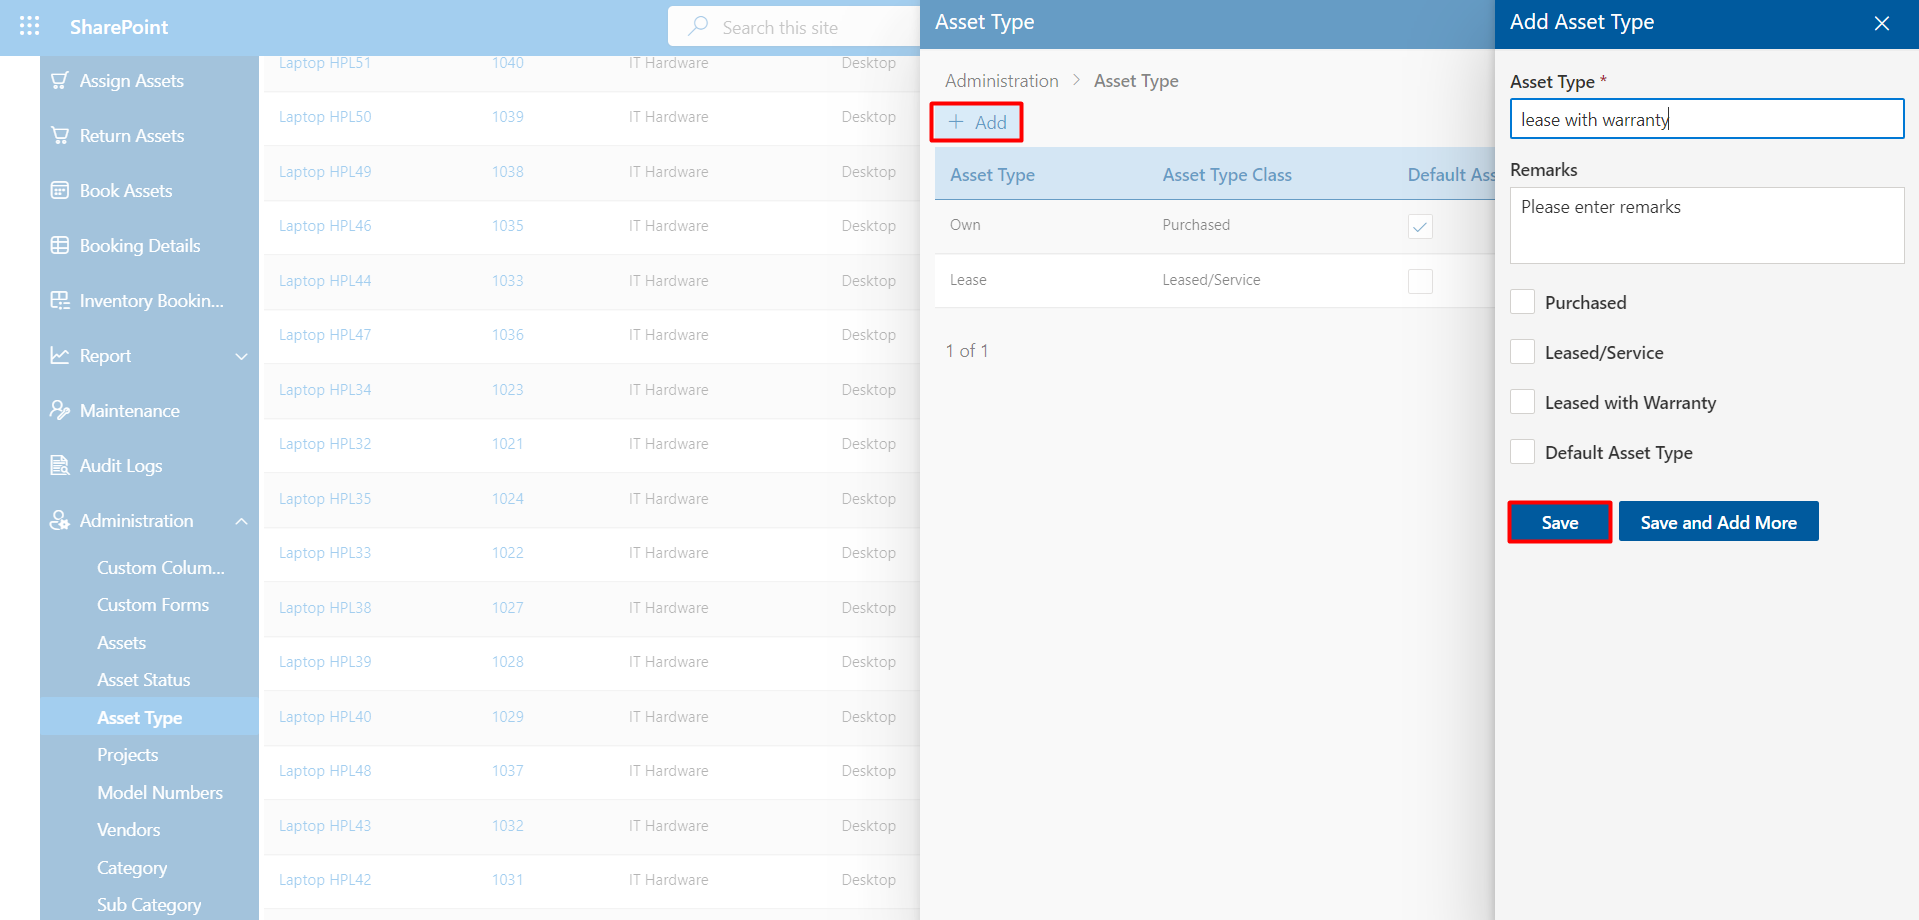 SharePoint
Search this site
Assign Assets
Return Assets
Book Assets
Booking Details
Inventory Bookin...
Report
Maintenance
Audit Logs
Administration
Custom Colum...
Custom Forms
Assets
Asset Status
Asset Type
Projects
Model Numbers
Vendors
Category
Sub Category
Laptop HPL51 1040 IT Hardware Desktop
Laptop HPL50 1039 IT Hardware Desktop
Laptop HPL49 1038 IT Hardware Desktop
Laptop HPL46 1035 IT Hardware Desktop
Laptop HPL44 1033 IT Hardware Desktop
Laptop HPL47 1036 IT Hardware Desktop
Laptop HPL34 1023 IT Hardware Desktop
Laptop HPL32 1021 IT Hardware Desktop
Laptop HPL35 1024 IT Hardware Desktop
Laptop HPL33 1022 IT Hardware Desktop
Laptop HPL38 1027 IT Hardware Desktop
Laptop HPL39 1028 IT Hardware Desktop
Laptop HPL40 1029 IT Hardware Desktop
Laptop HPL48 1037 IT Hardware Desktop
Laptop HPL43 1032 IT Hardware Desktop
Laptop HPL42 1031 IT Hardware Desktop
Asset Type
Administration > Asset Type
+ Add
Asset Type Asset Type Class Default Ass
Own Purchased
Lease Leased/Service
1 of 1
Add Asset Type
Asset Type *
lease with warranty
Remarks
Please enter remarks
Purchased
Leased/Service
Leased with Warranty
Default Asset Type
Save Save and Add More